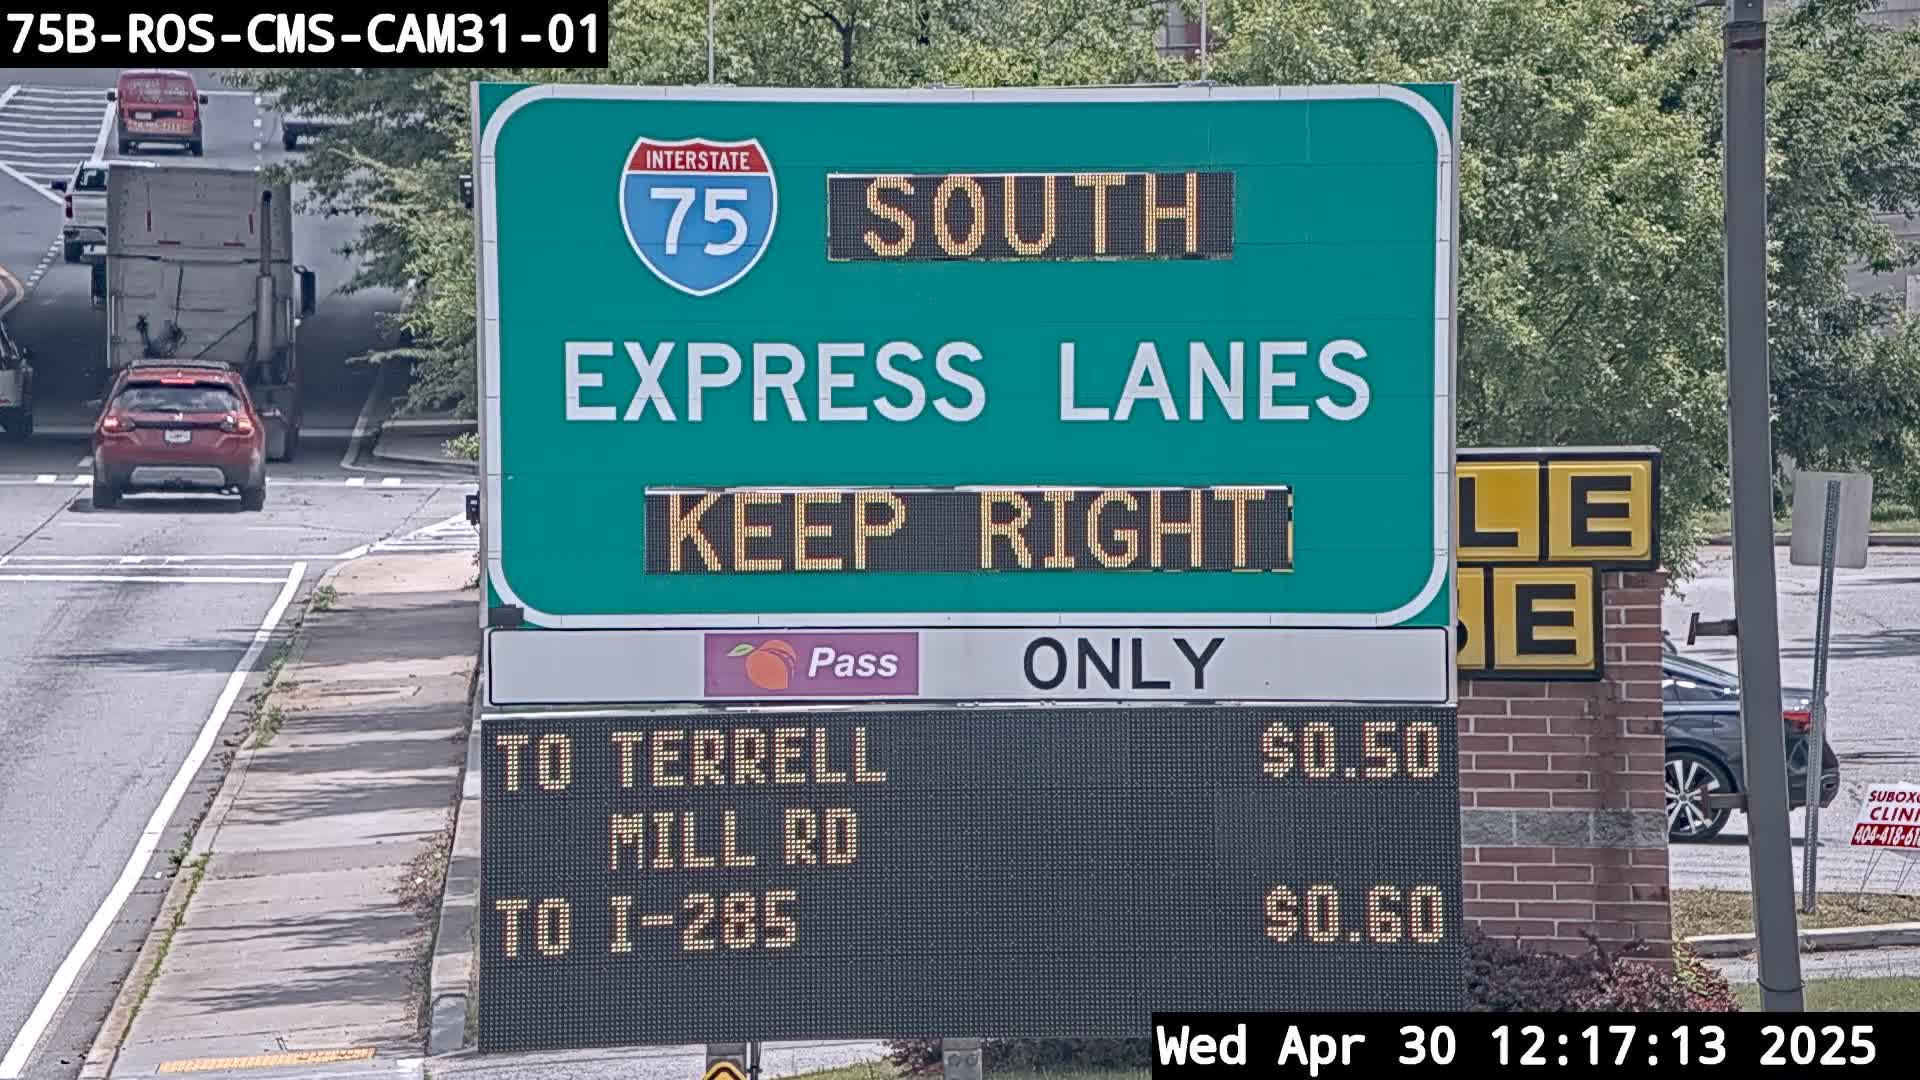 75B-ROS-CMS-CAM31-01
INTERSTATE
75
SOUTH
EXPRESS LANES
KEEP RIGHT
Pass ONLY
TO TERRELL $0.50
MILL RD
TO I-285 $0.60
LE
E
Wed Apr 30 12:17:13 2025